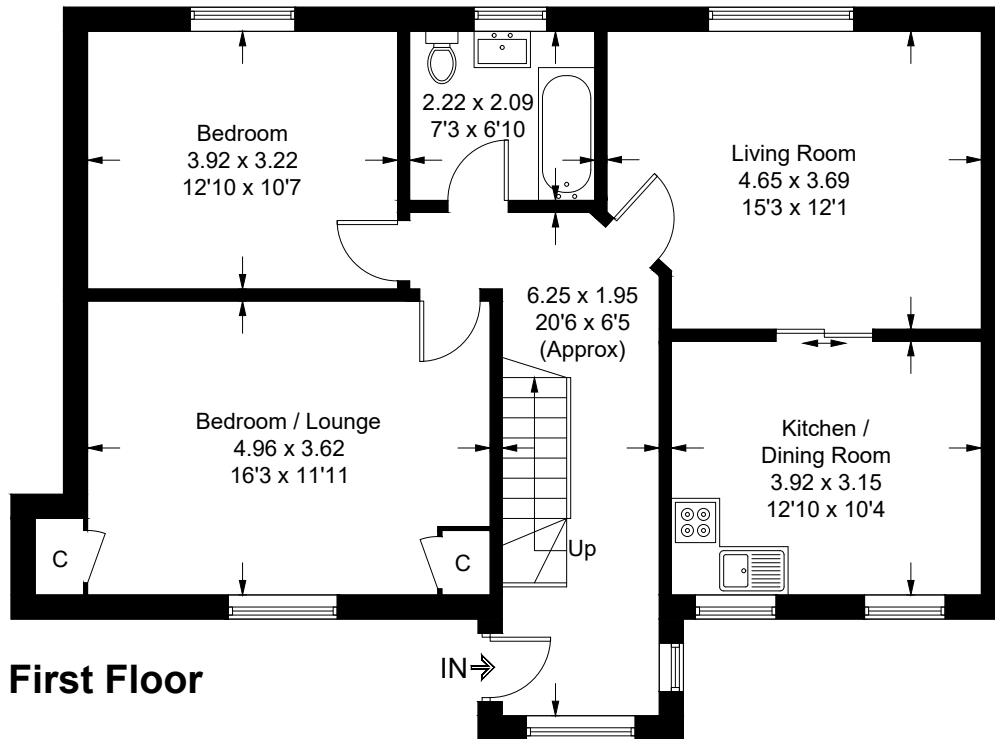 2.22 x 2.09
7'3 x 6'10
Bedroom
3.92 x 3.22
12'10 x 10'7
Living Room
4.65 x 3.69
15'3 x 12'1
6.25 x 1.95
20'6 x 6'5
(Approx)
Bedroom / Lounge
4.96 x 3.62
16'3 x 11'11
Kitchen /
Dining Room
3.92 x 3.15
12'10 x 10'4
C
C
Up
IN
First Floor